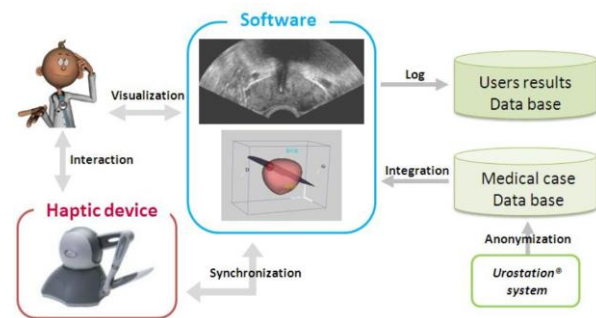 Software
Visualization
Log
Users results
Data base
Interaction
Integration
Medical case
Data base
Haptic device
Synchronization
Anonymization
Urostation®
system